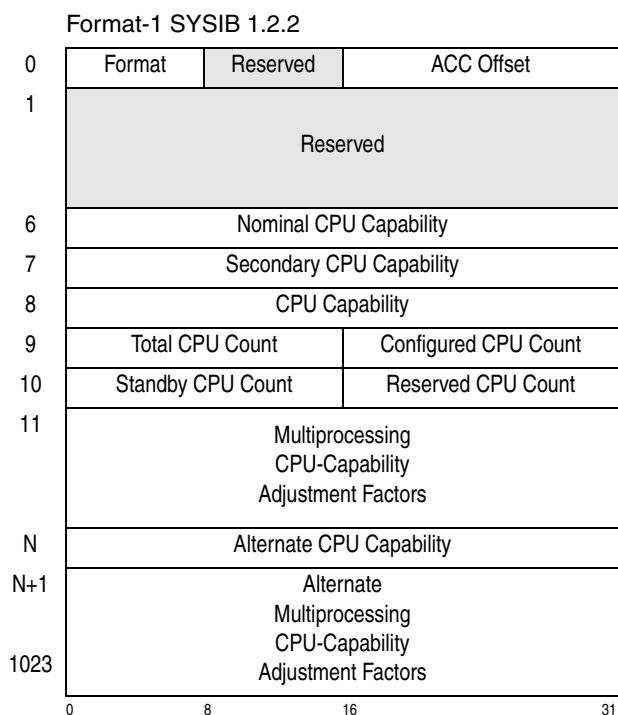 Format-1 SYSIB 1.2.2
0 Format Reserved ACC Offset
1
Reserved
6 Nominal CPU Capability
7 Secondary CPU Capability
8 CPU Capability
9 Total CPU Count Configured CPU Count
10 Standby CPU Count Reserved CPU Count
11
Multiprocessing
CPU-Capability
Adjustment Factors
N Alternate CPU Capability
N+1 Alternate
Multiprocessing
CPU-Capability
1023 Adjustment Factors
0 8 16 31